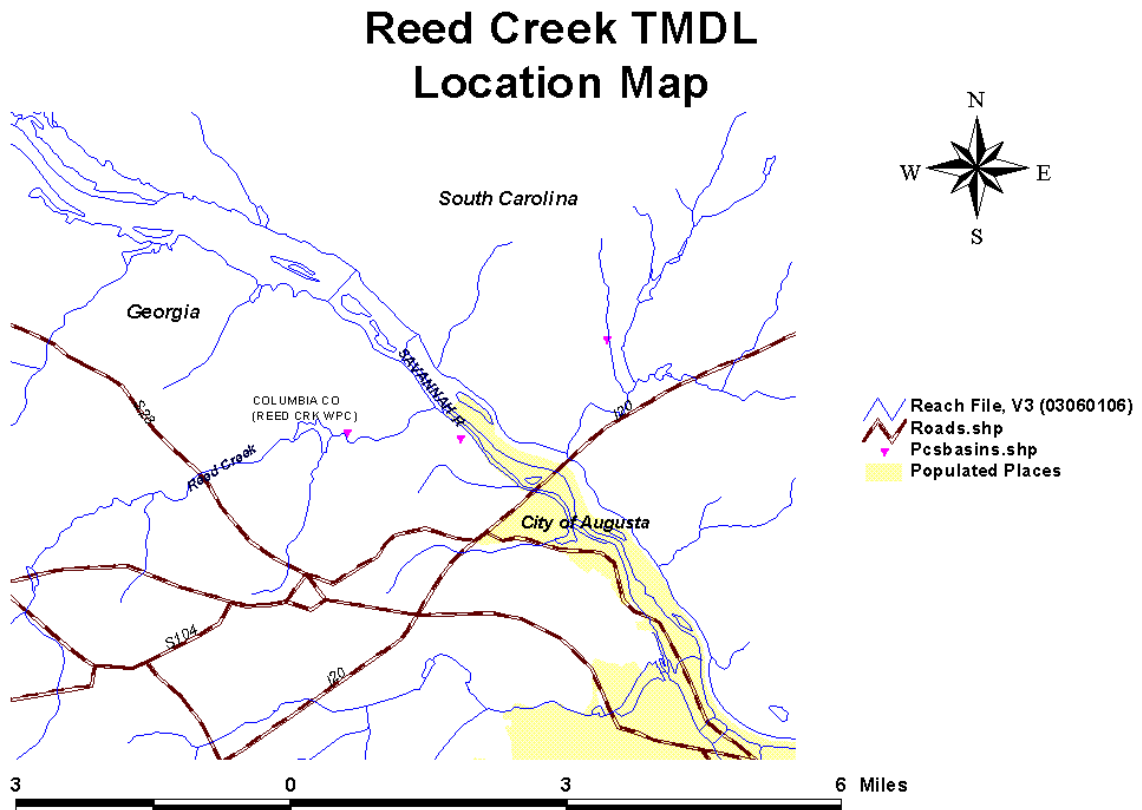 Reed Creek TMDL
Location Map
N
W
E
S
South Carolina
Georgia
SAVANNAH R
I20
S28
COLUMBIA CO
(REED CRK WPC)
Reed Creek
City of Augusta
S104
I20
Reach File, V3 (03060106)
Roads.shp
Pcsbasins.shp
Populated Places
3 0 3 6 Miles